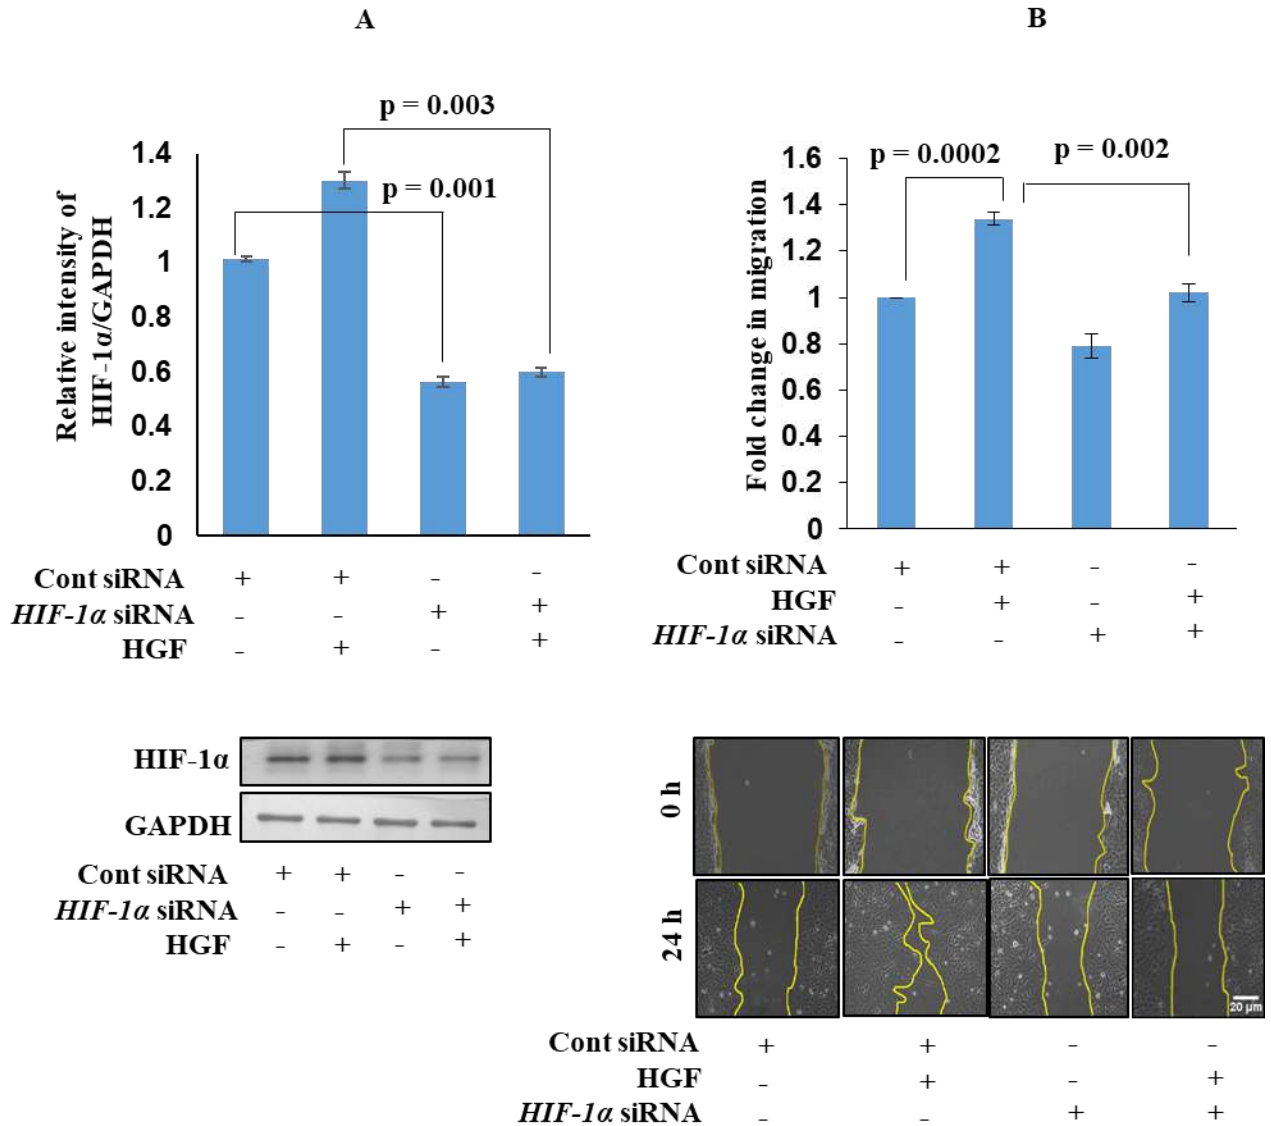 A
p = 0.003
p = 0.001
Relative intensity of
HIF-1α/GAPDH
1.4
1.2
1
0.8
0.6
0.4
0.2
0
Cont siRNA + + - -
HIF-1α siRNA - - + +
HGF - + - +
HIF-1α
GAPDH
Cont siRNA + + - -
HIF-1α siRNA - - + +
HGF - + - +
B
p = 0.0002
p = 0.002
Fold change in migration
1.6
1.4
1.2
1
0.8
0.6
0.4
0.2
0
Cont siRNA + + - -
HGF - + - +
HIF-1α siRNA - - + +
0 h
24 h
20 µm
Cont siRNA + + - -
HGF - + - +
HIF-1α siRNA - - + +